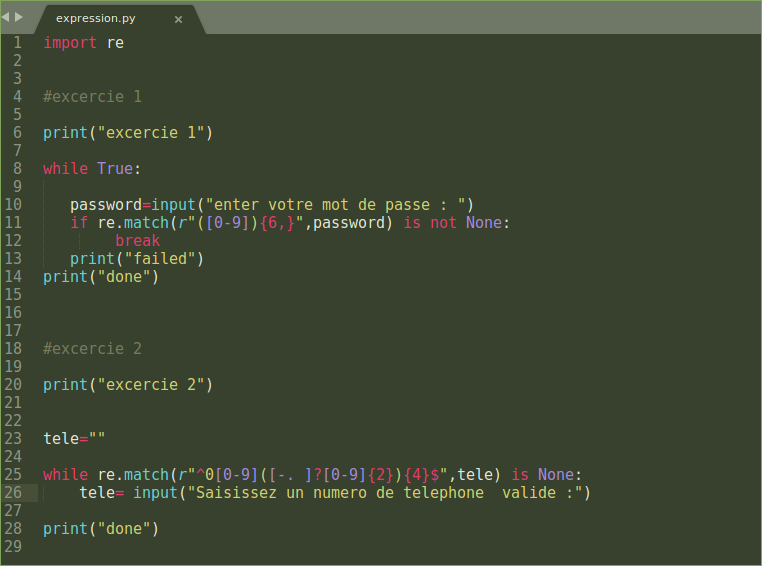 expression.py ×
1 import re
2
3
4 #excercie 1
5
6 print("excercie 1")
7
8 while True:
9
10 password=input("enter votre mot de passe : ")
11 if re.match(r"([0-9]){6,}",password) is not None:
12 break
13 print("failed")
14 print("done")
15
16
17
18 #excercie 2
19
20 print("excercie 2")
21
22
23 tele=""
24
25 while re.match(r"^0[0-9]([-. ]?[0-9]{2}){4}$",tele) is None:
26 tele= input("Saisissez un numero de telephone  valide :")
27
28 print("done")
29